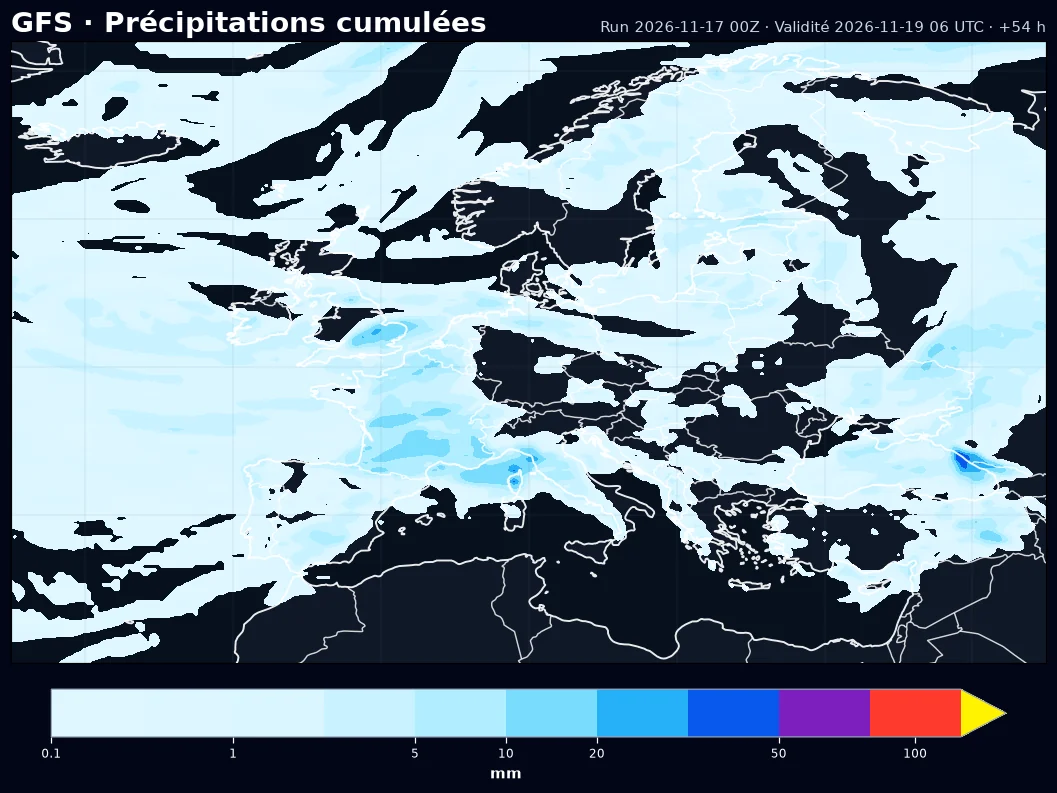 GFS · Précipitations cumulées
Run 2026-11-17 00Z · Validité 2026-11-19 06 UTC · +54 h
0.1 1 5 10 20 50 100
mm